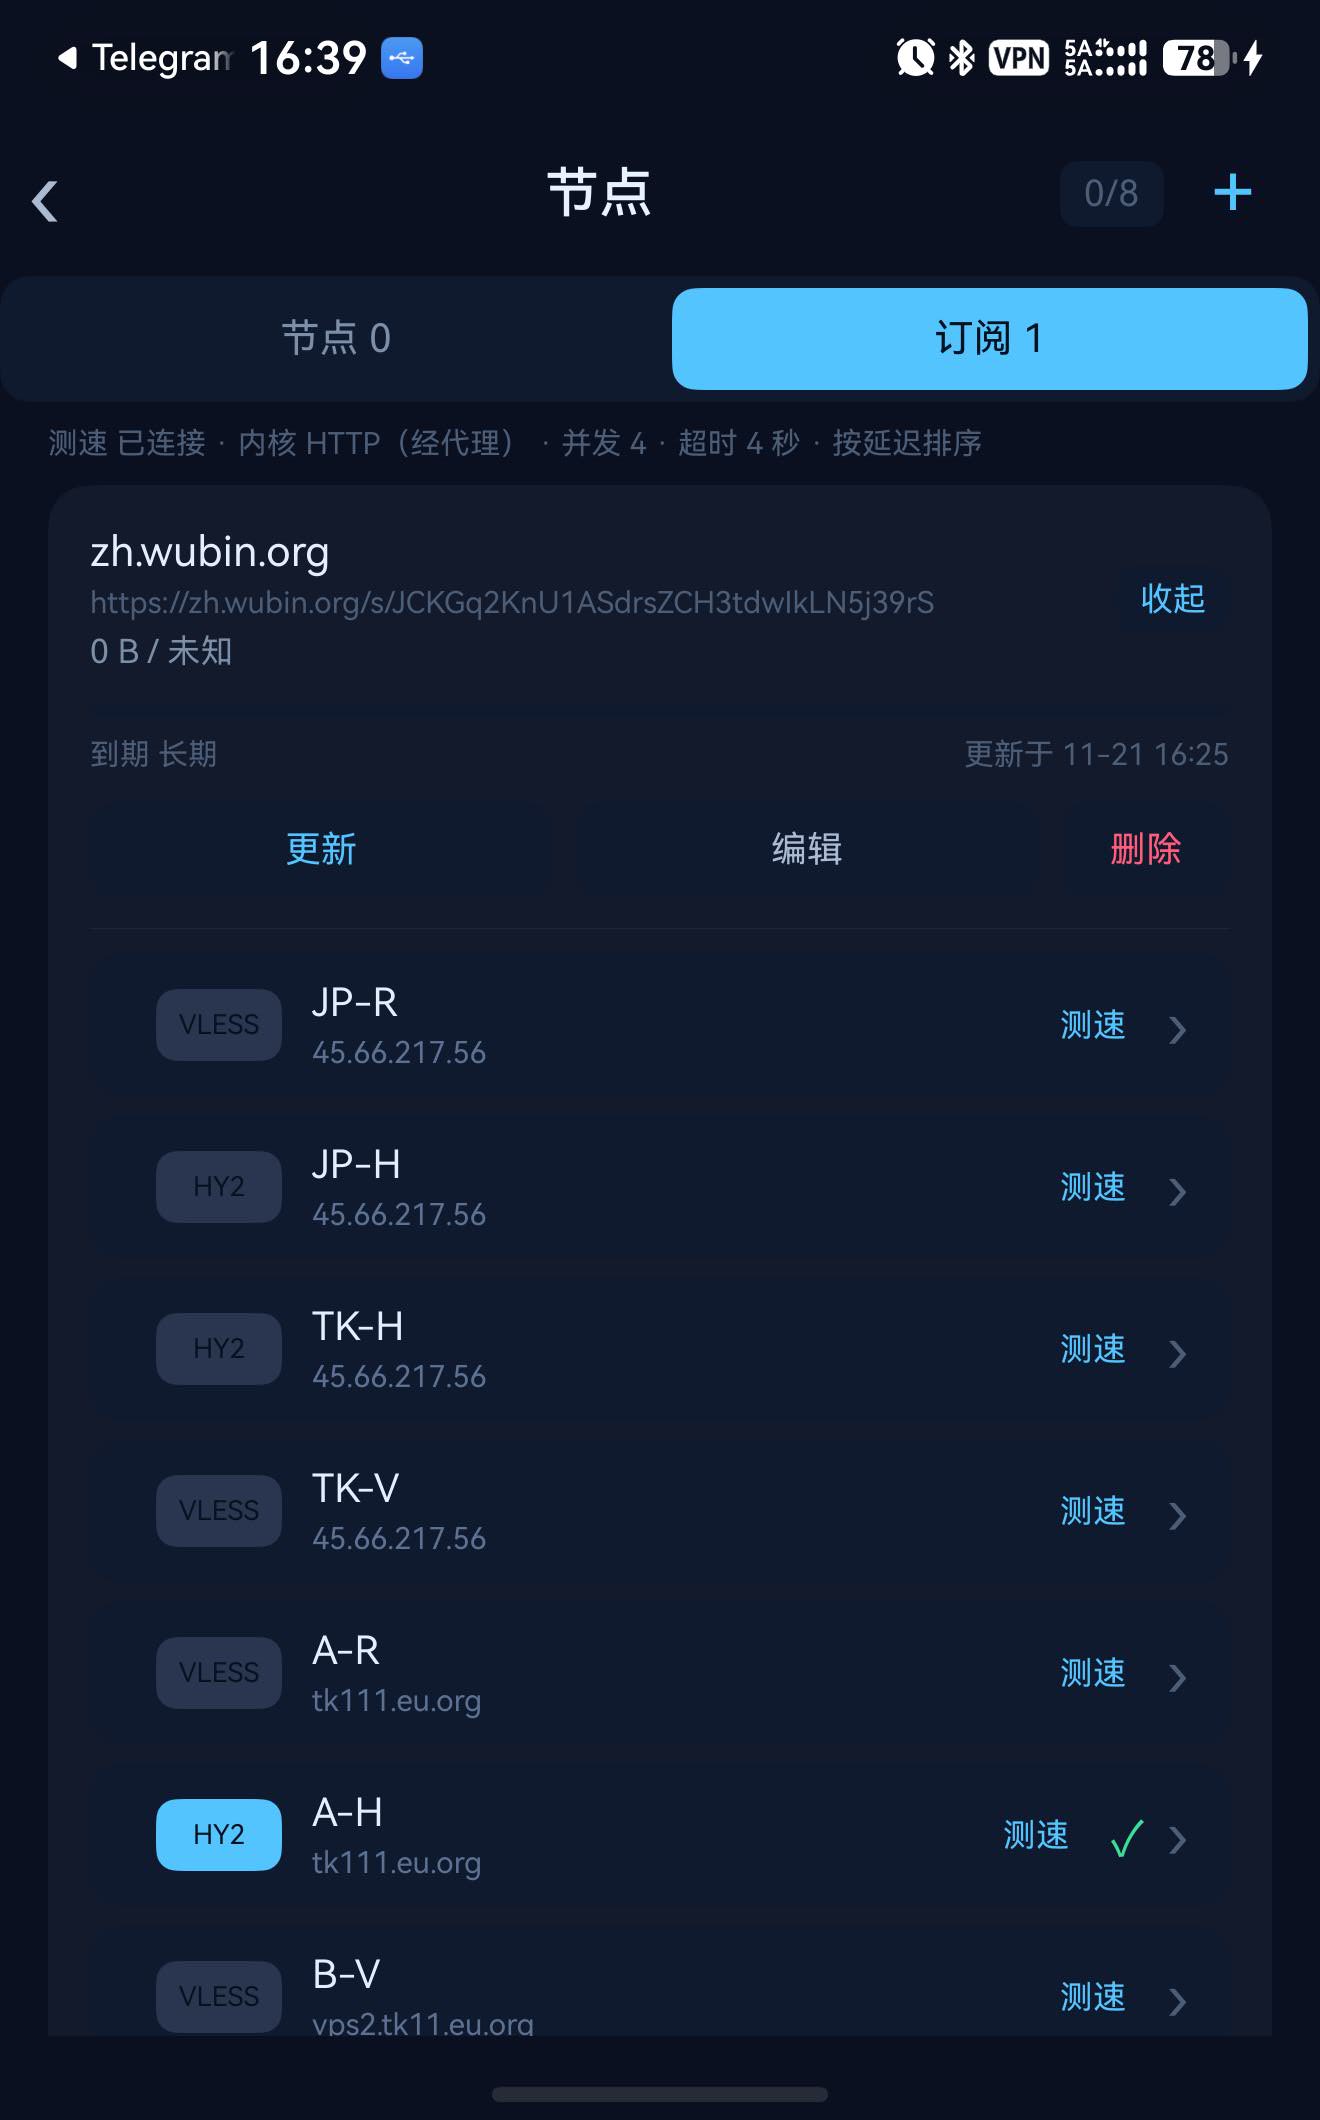 Telegram 16:39 VPN 5A 5A 78
节点 0/8 +
节点 0 订阅 1
测速 已连接 · 内核 HTTP（经代理） · 并发 4 · 超时 4 秒 · 按延迟排序
zh.wubin.org
https://zh.wubin.org/s/JCKGq2KnU1ASdrsZCH3tdwIkLN5j39rS
收起
0 B / 未知
到期 长期 更新于 11-21 16:25
更新 编辑 删除
VLESS JP-R 测速
45.66.217.56
HY2 JP-H 测速
45.66.217.56
HY2 TK-H 测速
45.66.217.56
VLESS TK-V 测速
45.66.217.56
VLESS A-R 测速
tk111.eu.org
HY2 A-H 测速 ✓
tk111.eu.org
VLESS B-V 测速
vps2.tk11.eu.org